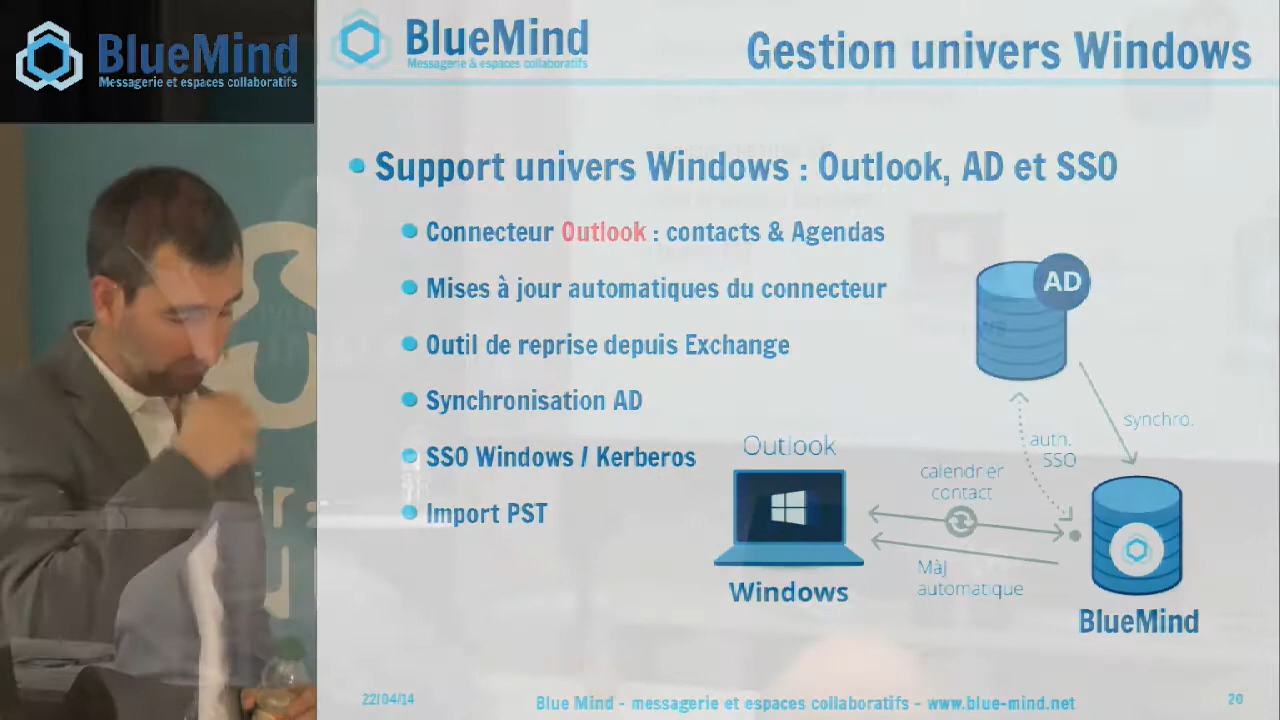 BlueMind
Messagerie et espaces collaboratifs
BlueMind
Messagerie & espaces collaboratifs
Gestion univers Windows
Support univers Windows : Outlook, AD et SSO
Connecteur Outlook : contacts & Agendas
Mises à jour automatiques du connecteur
Outil de reprise depuis Exchange
Synchronisation AD
SSO Windows / Kerberos
Import PST
AD
synchro.
auth.
SSO
Outlook
calendrier
contact
Windows
Màj
automatique
BlueMind
22/04/14
Blue Mind - messagerie et espaces collaboratifs - www.blue-mind.net
20